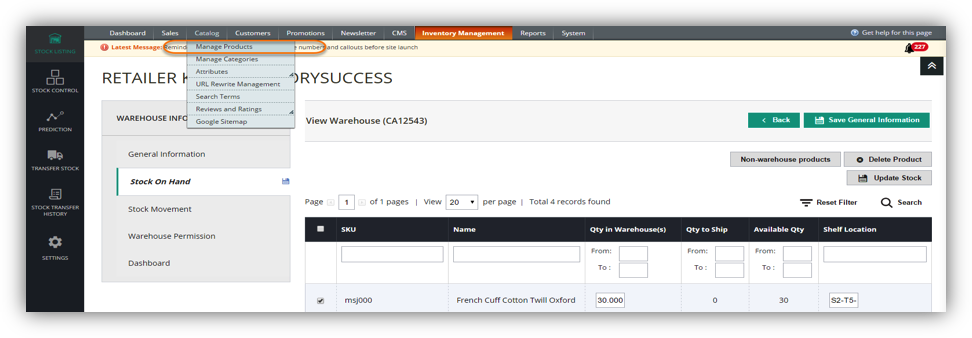 Dashboard Sales Catalog Customers Promotions Newsletter CMS Inventory Management Reports System Get help for this page
Latest Message: Remind e numbers and callouts before site launch 227
Manage Products
Manage Categories
Attributes
URL Rewrite Management
Search Terms
Reviews and Ratings
Google Sitemap
STOCK LISTING
STOCK CONTROL
PREDICTION
TRANSFER STOCK
STOCK TRANSFER
HISTORY
SETTINGS
RETAILER ORYSUCCESS
WAREHOUSE INFO
General Information
Stock On Hand
Stock Movement
Warehouse Permission
Dashboard
View Warehouse (CA12543) < Back Save General Information
Non-warehouse products Delete Product
Update Stock
Page 1 of 1 pages | View 20 per page | Total 4 records found Reset Filter Search
SKU Name Qty in Warehouse(s) Qty to Ship Available Qty Shelf Location
From: From: From:
To : To : To :
msj000 French Cuff Cotton Twill Oxford 30.000 0 30 S2-T5-